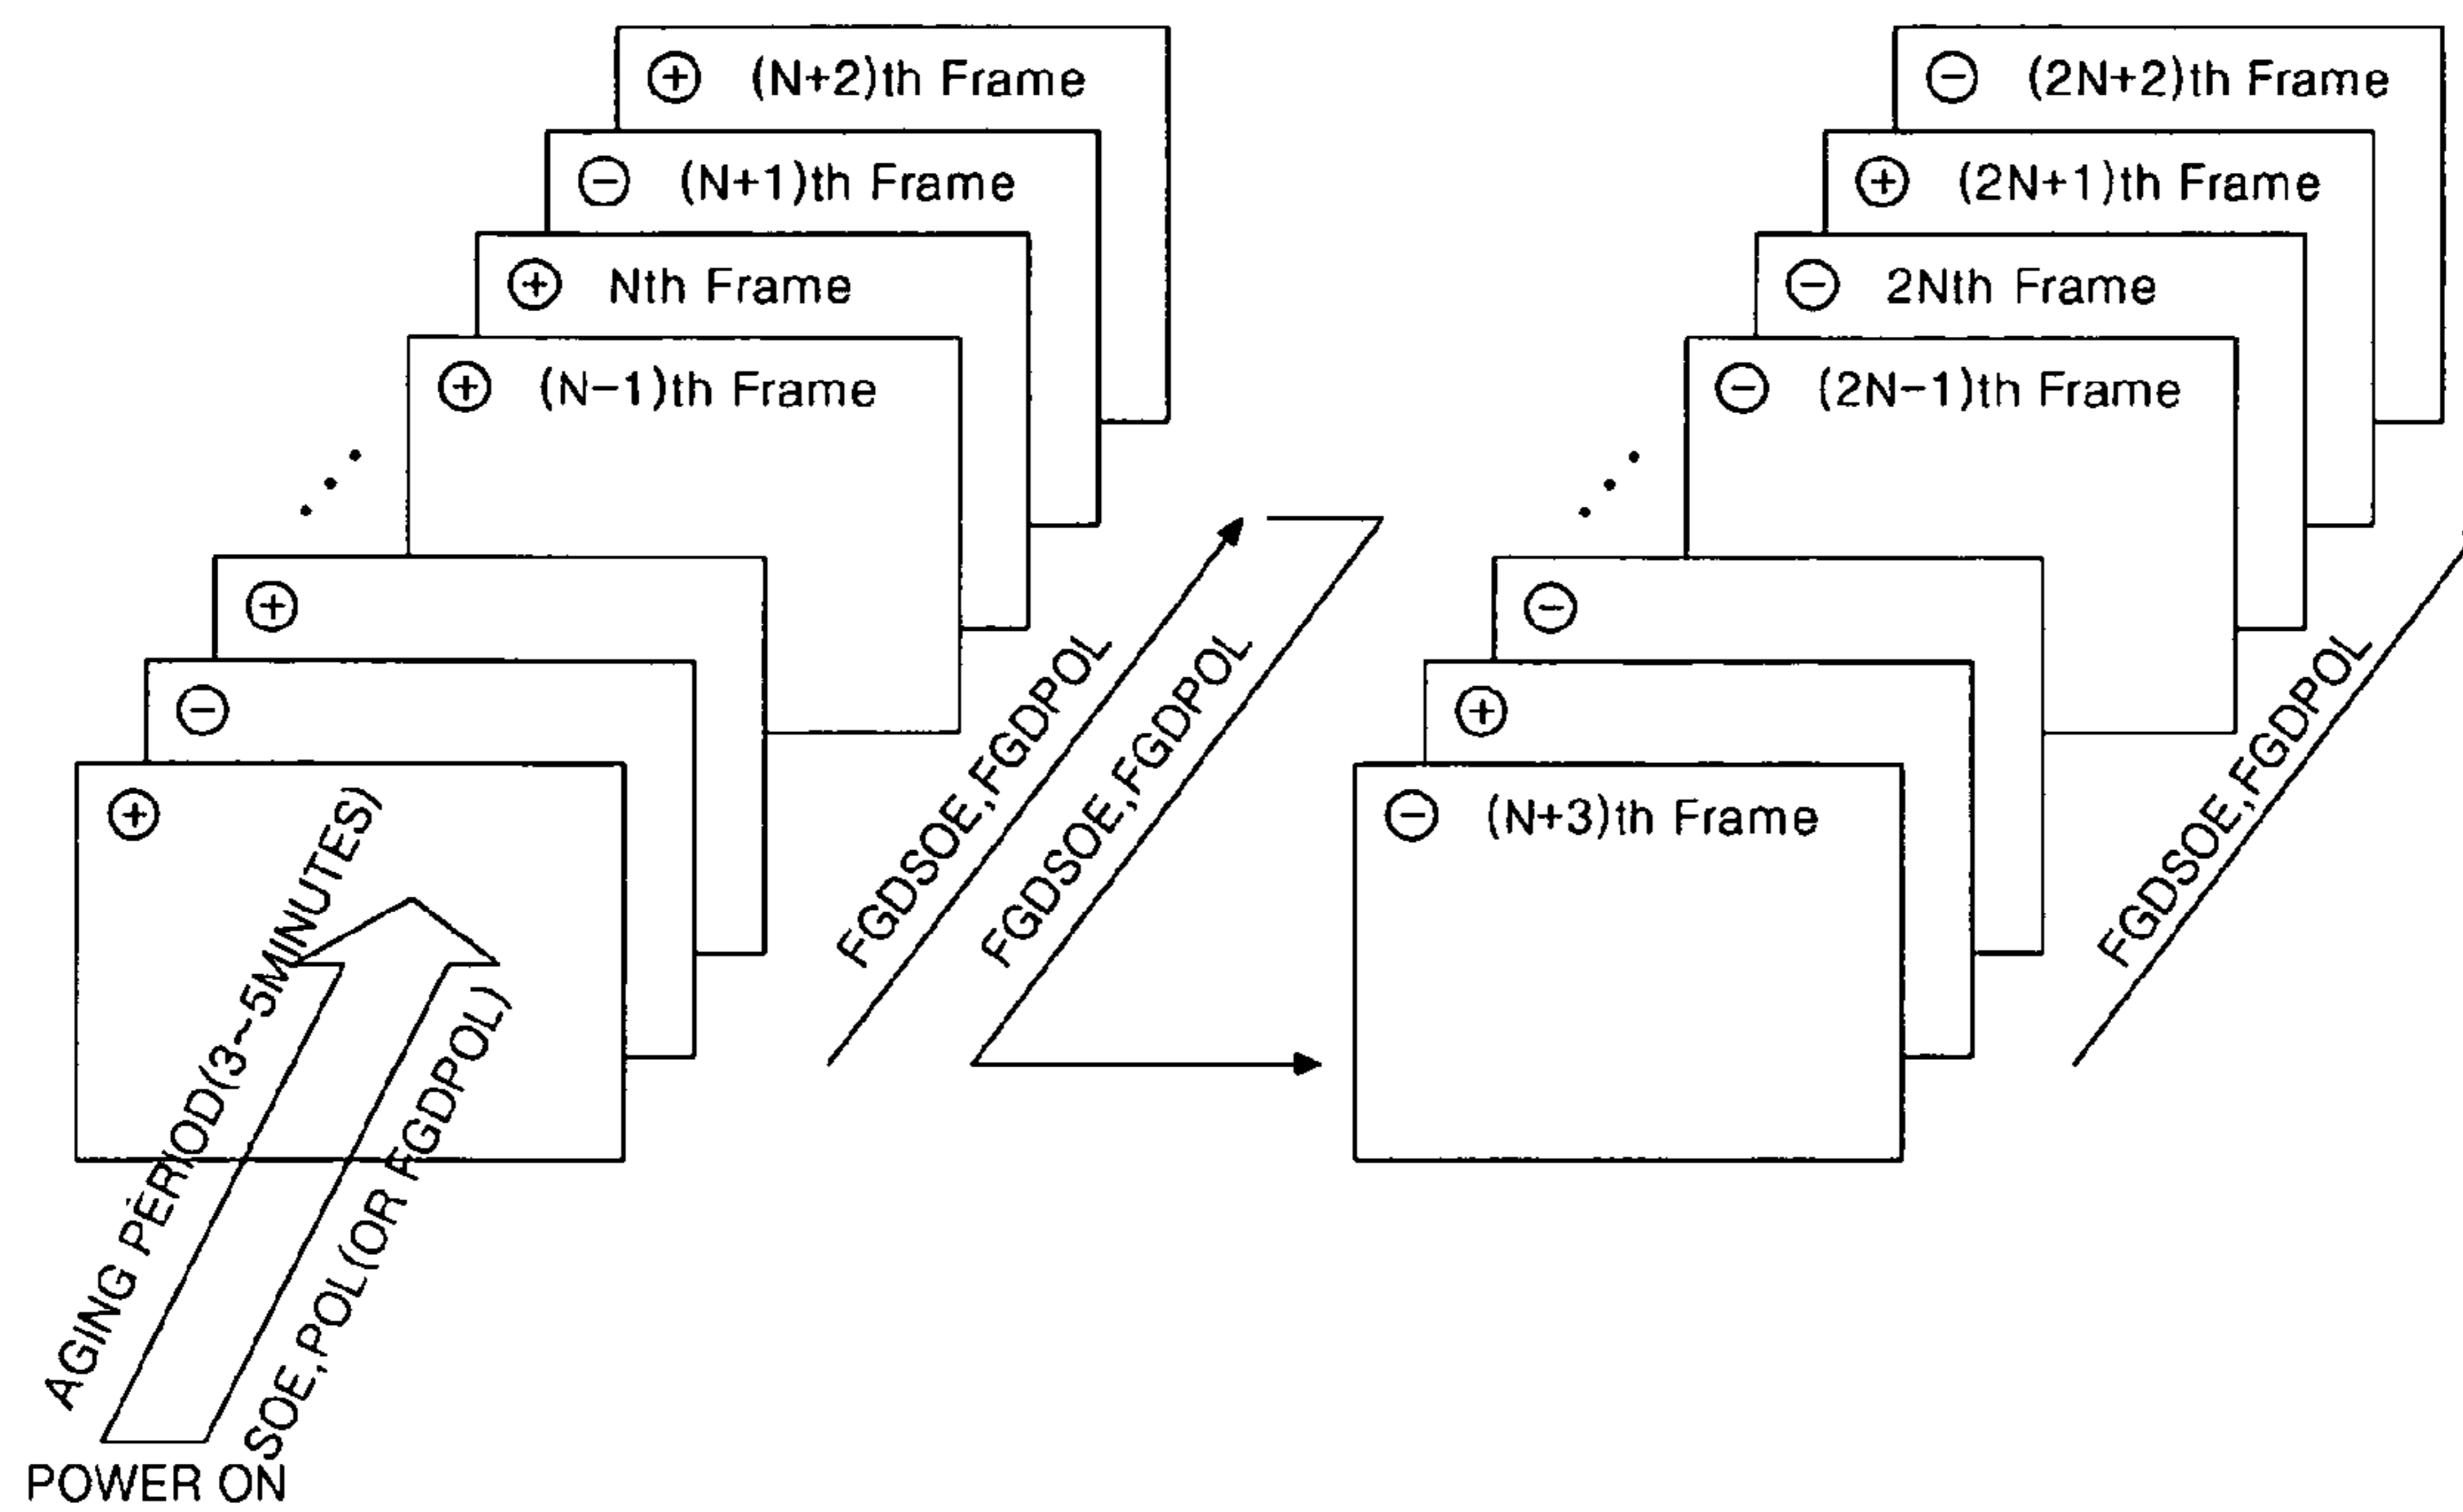 ⊕ (N+2)th Frame
⊖ (N+1)th Frame
⊕ Nth Frame
⊕ (N−1)th Frame
⊕
⊖
⊕
AGING PERIOD(3~5MINUTES)
SOE,POL(OR AGDPOL)
POWER ON
FGDSOE,FGDPOL
FGDSOE,FGDPOL
⊖ (2N+2)th Frame
⊕ (2N+1)th Frame
⊖ 2Nth Frame
⊖ (2N−1)th Frame
⊖
⊕
⊖ (N+3)th Frame
FGDSOE,FGDPOL